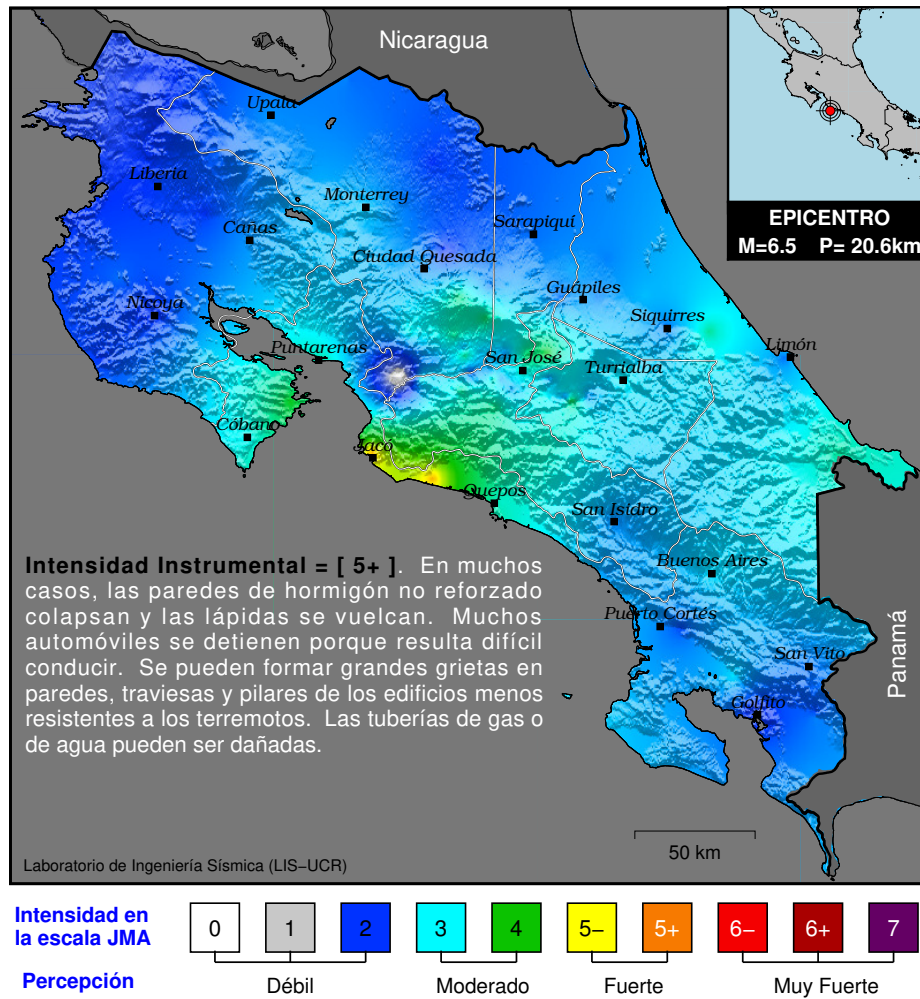 Nicaragua
Upala
Liberia
Monterrey
Cañas
Sarapiquí
Ciudad Quesada
EPICENTRO
M=6.5 P= 20.6km
Nicoya
Guápiles
Siquirres
Puntarenas
San José
Limón
Turrialba
Cóbano
Jacó
Quepos
San Isidro
Buenos Aires
Puerto Cortés
San Vito
Golfito
Panamá
Intensidad Instrumental = [ 5+ ]. En muchos
casos, las paredes de hormigón no reforzado
colapsan y las lápidas se vuelcan. Muchos
automóviles se detienen porque resulta difícil
conducir. Se pueden formar grandes grietas en
paredes, traviesas y pilares de los edificios menos
resistentes a los terremotos. Las tuberías de gas o
de agua pueden ser dañadas.
50 km
Laboratorio de Ingeniería Sísmica (LIS−UCR)
Intensidad en
la escala JMA
0 1 2 3 4 5− 5+ 6− 6+ 7
Percepción
Débil Moderado Fuerte Muy Fuerte